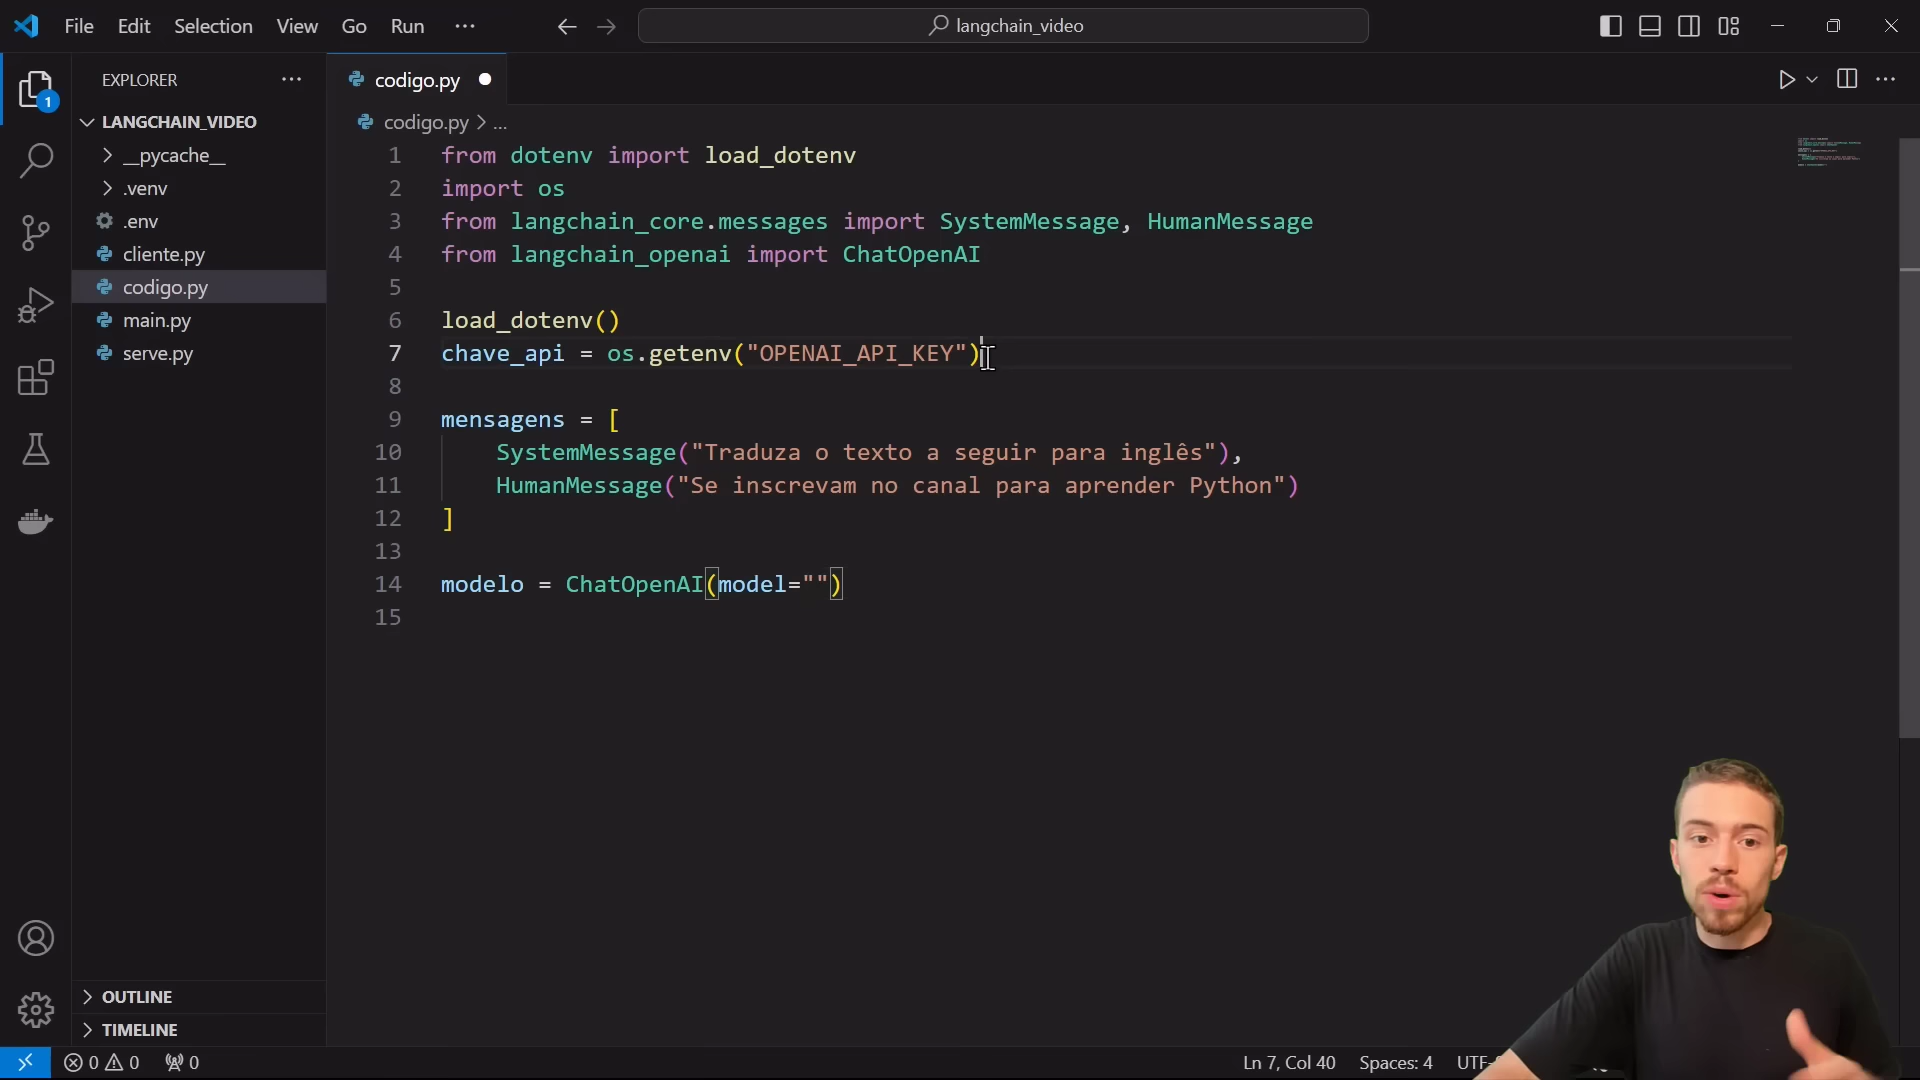 File Edit Selection View Go Run ··· langchain_video
EXPLORER ···
LANGCHAIN_VIDEO
__pycache__
.venv
.env
cliente.py
codigo.py
main.py
serve.py
OUTLINE
TIMELINE
1
codigo.py
codigo.py > ...
1 from dotenv import load_dotenv
2 import os
3 from langchain_core.messages import SystemMessage, HumanMessage
4 from langchain_openai import ChatOpenAI
5
6 load_dotenv()
7 chave_api = os.getenv("OPENAI_API_KEY")
8
9 mensagens = [
10 SystemMessage("Traduza o texto a seguir para inglês"),
11 HumanMessage("Se inscrevam no canal para aprender Python")
12 ]
13
14 modelo = ChatOpenAI(model="")
15
0 0 0 Ln 7, Col 40 Spaces: 4